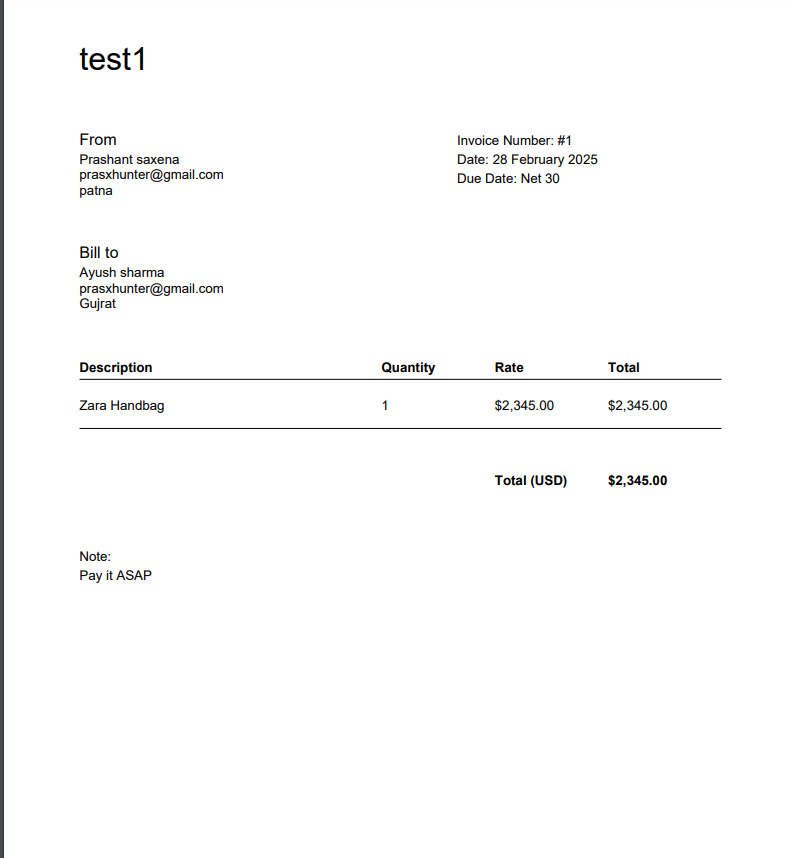 test1
From
Prashant saxena
prasxhunter@gmail.com
patna
Invoice Number: #1
Date: 28 February 2025
Due Date: Net 30
Bill to
Ayush sharma
prasxhunter@gmail.com
Gujrat
Description Quantity Rate Total
Zara Handbag 1 $2,345.00 $2,345.00
Total (USD) $2,345.00
Note:
Pay it ASAP